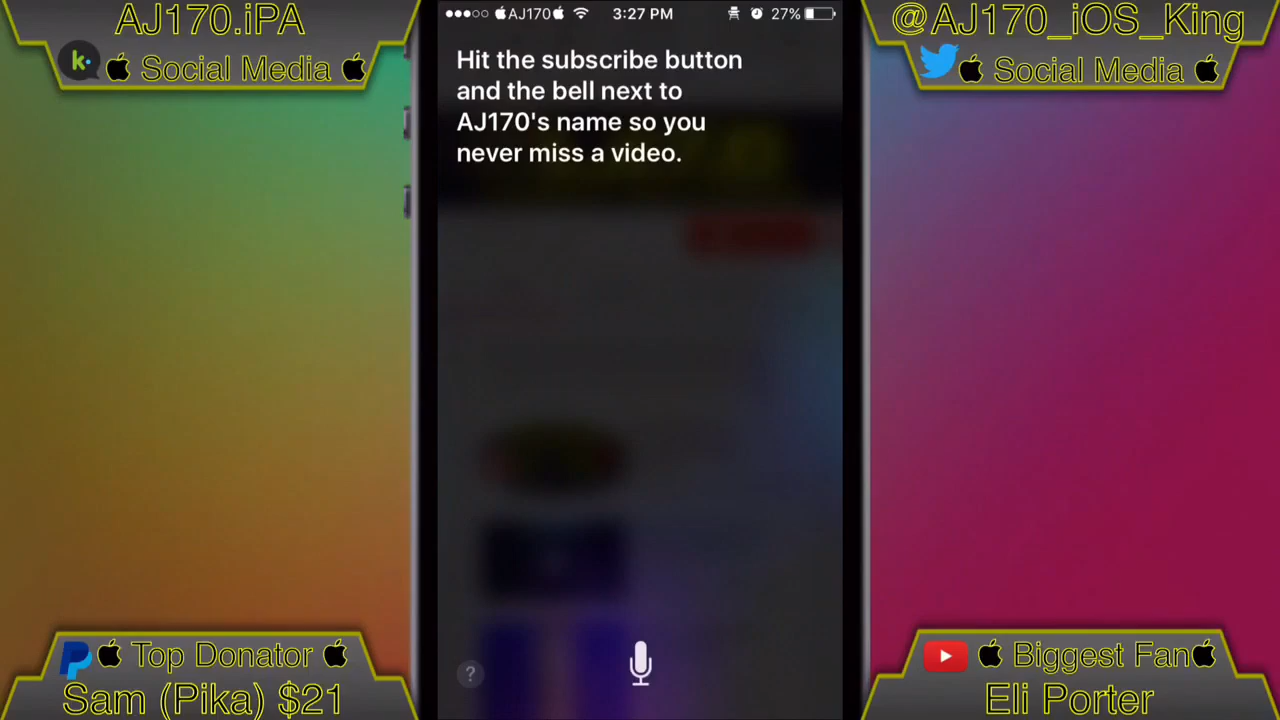 AJ170.iPA
Social Media
AJ170
3:27 PM
27%
Hit the subscribe button
and the bell next to
AJ170's name so you
never miss a video.
?
@AJ170_iOS_King
Social Media
Top Donator
Sam (Pika) $21
Biggest Fan
Eli Porter